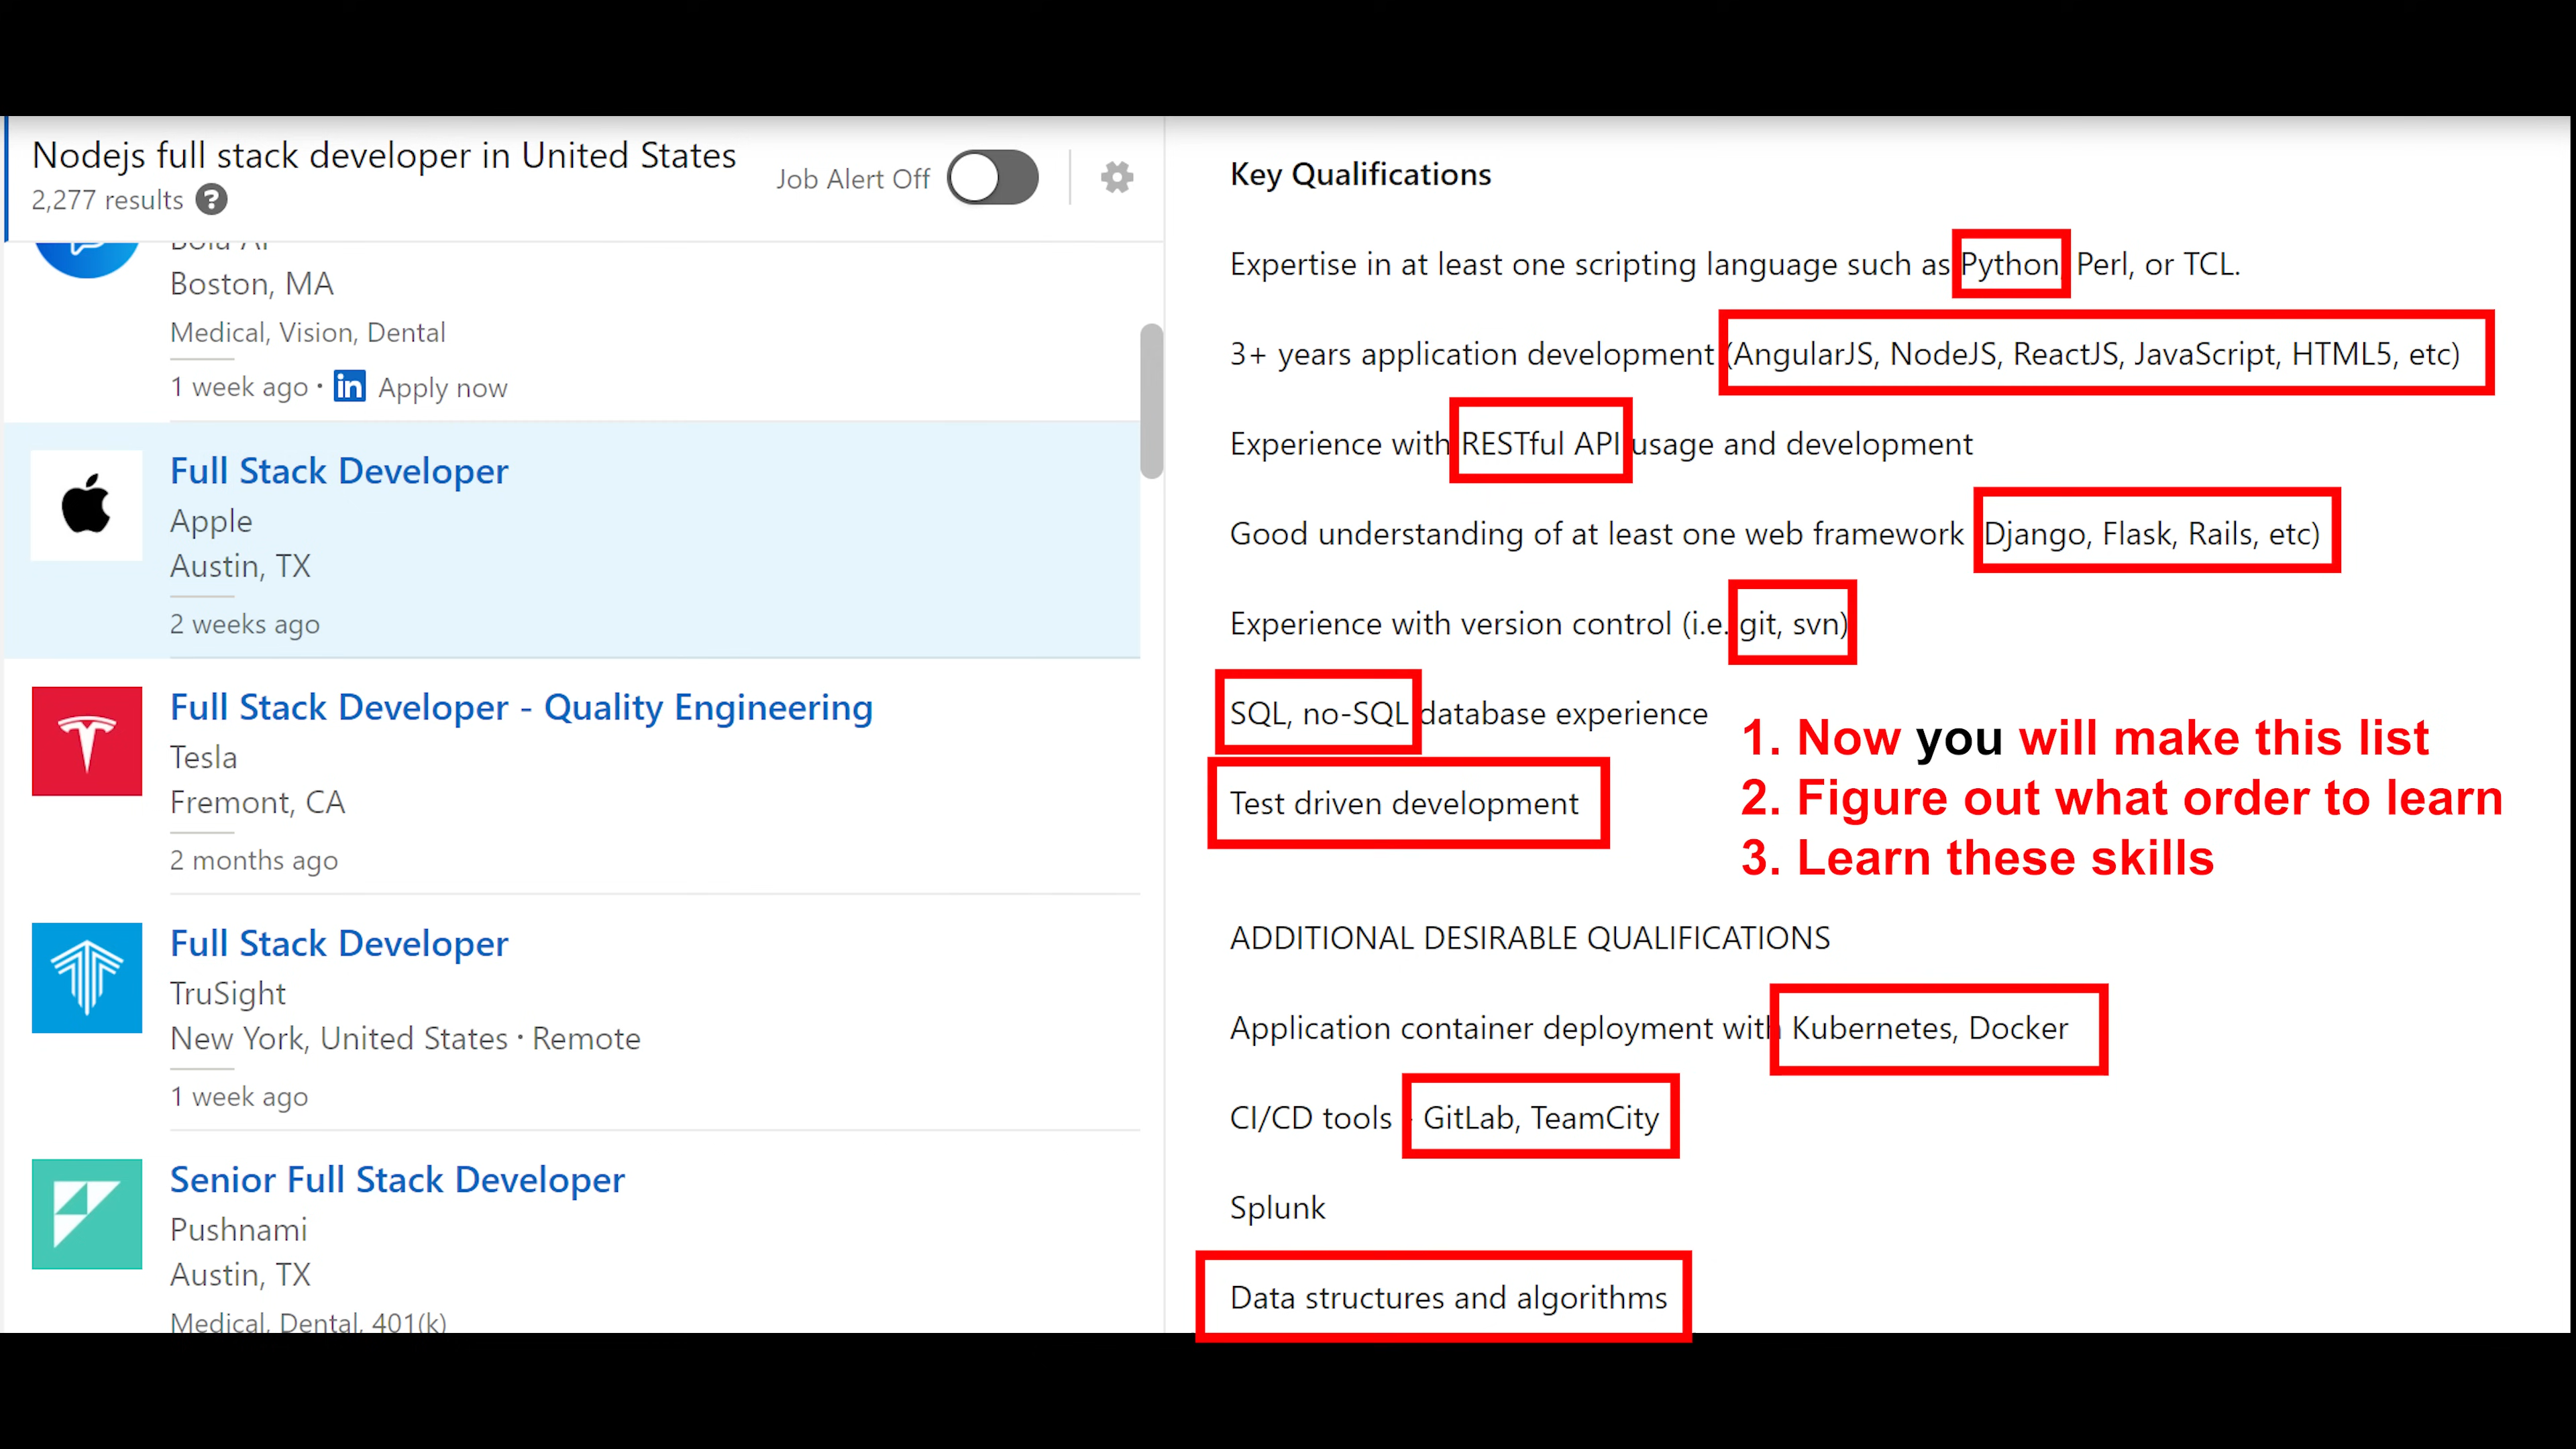 Nodejs full stack developer in United States
2,277 results ?
Job Alert Off
Boston, MA
Medical, Vision, Dental
1 week ago · in Apply now
Full Stack Developer
Apple
Austin, TX
2 weeks ago
Full Stack Developer - Quality Engineering
Tesla
Fremont, CA
2 months ago
Full Stack Developer
TruSight
New York, United States · Remote
1 week ago
Senior Full Stack Developer
Pushnami
Austin, TX
Medical, Dental, 401(k)
Key Qualifications
Expertise in at least one scripting language such as Python, Perl, or TCL.
3+ years application development (AngularJS, NodeJS, ReactJS, JavaScript, HTML5, etc)
Experience with RESTful API usage and development
Good understanding of at least one web framework Django, Flask, Rails, etc)
Experience with version control (i.e. git, svn)
SQL, no-SQL database experience
Test driven development
1. Now you will make this list
2. Figure out what order to learn
3. Learn these skills
ADDITIONAL DESIRABLE QUALIFICATIONS
Application container deployment with Kubernetes, Docker
CI/CD tools - GitLab, TeamCity
Splunk
Data structures and algorithms